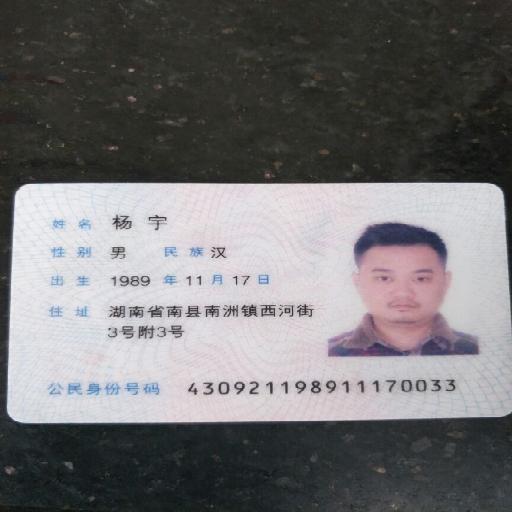 姓名 杨宇
性别 男 民族 汉
出生 1989 年 11 月 17 日
住址 湖南省南县南洲镇西河街
3号附3号
公民身份号码 430921198911170033